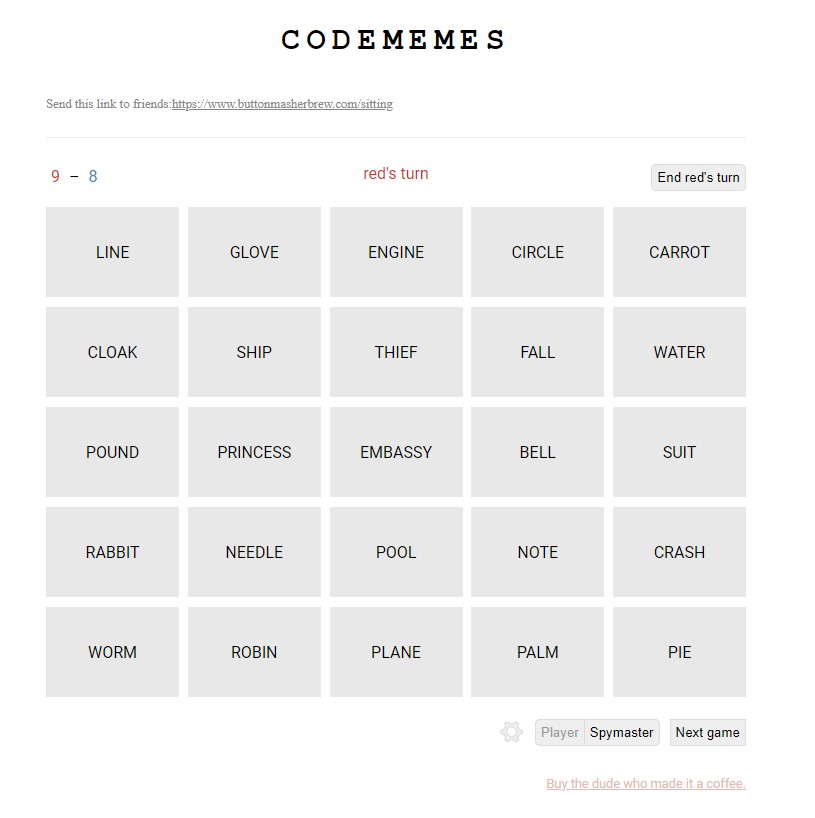 CODEMEMES
Send this link to friends:https://www.buttonmasherbrew.com/sitting
9 – 8 red's turn End red's turn
LINE GLOVE ENGINE CIRCLE CARROT
CLOAK SHIP THIEF FALL WATER
POUND PRINCESS EMBASSY BELL SUIT
RABBIT NEEDLE POOL NOTE CRASH
WORM ROBIN PLANE PALM PIE
Player Spymaster Next game
Buy the dude who made it a coffee.